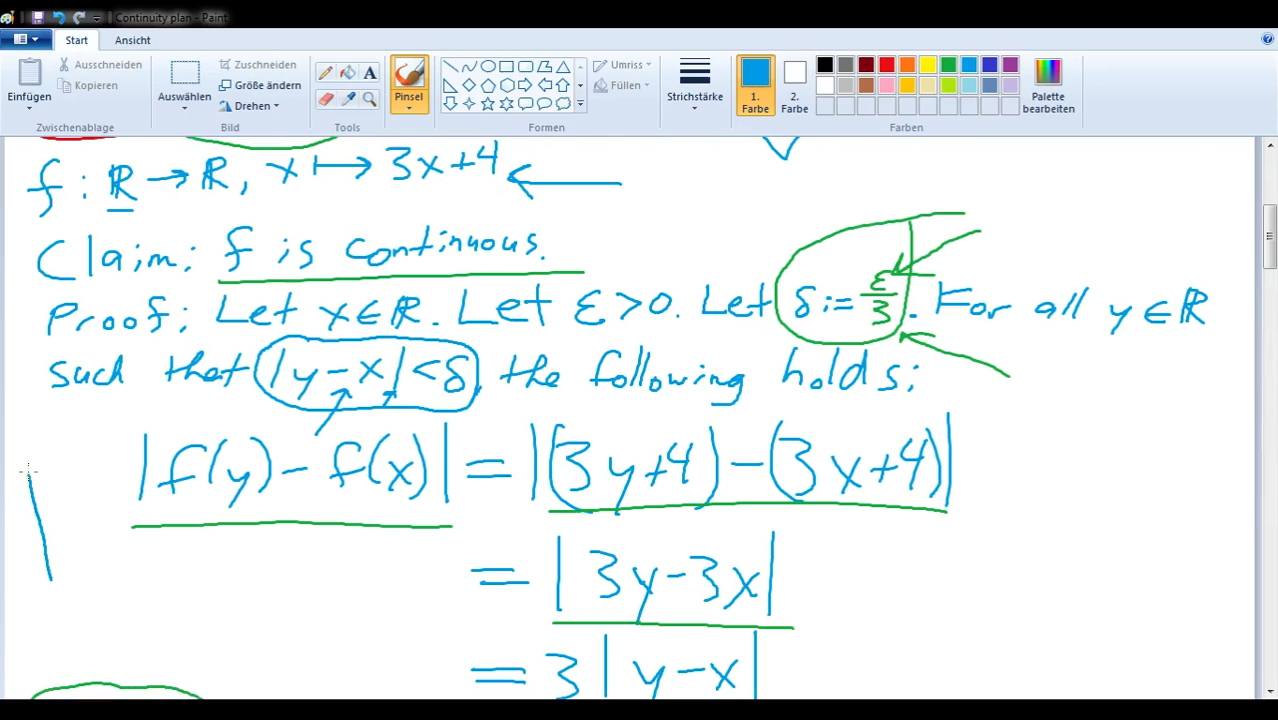 Continuity plan - Paint
Start Ansicht
Einfügen
Ausschneiden
Kopieren
Zwischenablage
Auswählen
Zuschneiden
Größe ändern
Drehen
Bild
A
Tools
Pinsel
Umriss
Füllen
Formen
Strichstärke
1. Farbe
2. Farbe
Palette bearbeiten
Farben
f : ℝ → ℝ, x ↦ 3x+4
Claim: f is continuous.
Proof: Let x∈ℝ. Let ε>0. Let δ:= ε/3. For all y∈ℝ
such that |y-x|<δ the following holds:
|f(y)-f(x)| = |(3y+4)-(3x+4)|
= |3y-3x|
= 3|y-x|